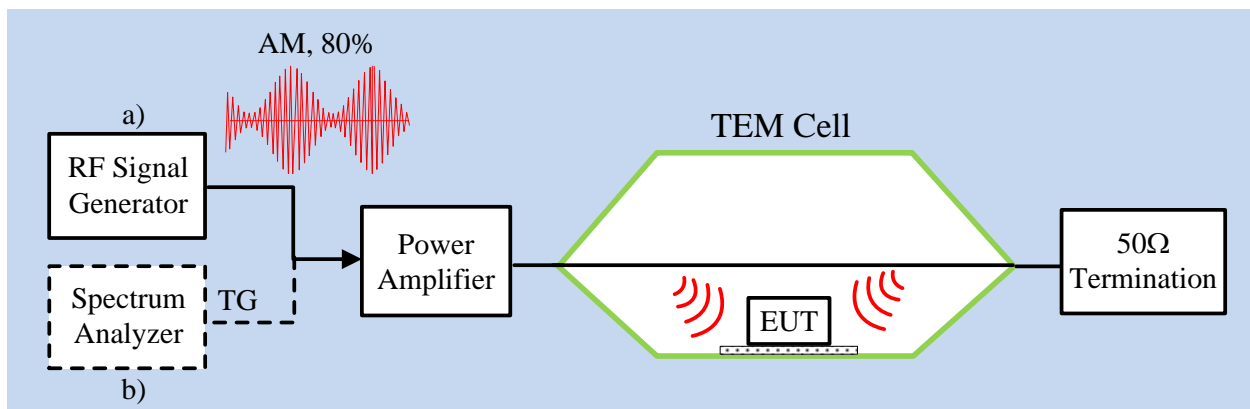 AM, 80%
a)
RF Signal
Generator
TEM Cell
Power
Amplifier
50Ω
Termination
Spectrum
Analyzer
TG
EUT
b)